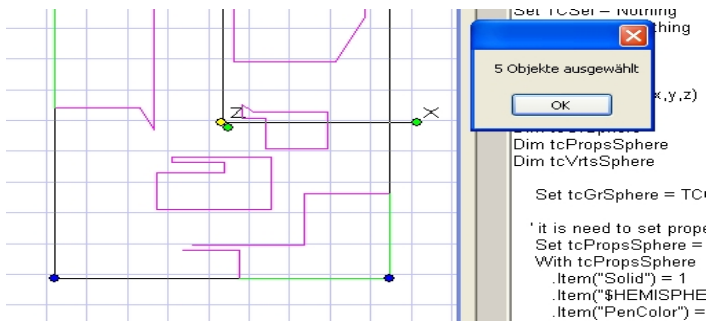 Set TCSel = Nothing
thing
5 Objekte ausgewählt
OK
x,y,z)
Z
X
Dim tcPropsSphere
Dim tcVrtsSphere
Set tcGrSphere = TC
' it is need to set prope
Set tcPropsSphere =
With tcPropsSphere
.Item("Solid") = 1
.Item("$HEMISPHE
.Item("PenColor") =